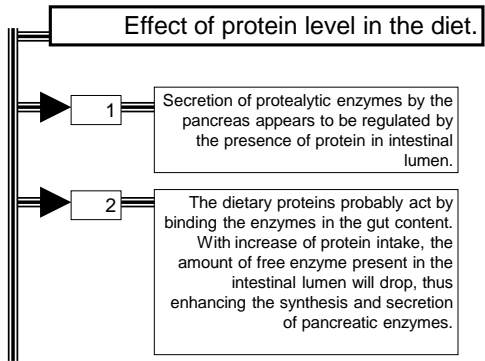 Effect of protein level in the diet.
1
Secretion of protealytic enzymes by the
pancreas appears to be regulated by
the presence of protein in intestinal
lumen.
2
The dietary proteins probably act by
binding the enzymes in the gut content.
With increase of protein intake, the
amount of free enzyme present in the
intestinal lumen will drop, thus
enhancing the synthesis and secretion
of pancreatic enzymes.